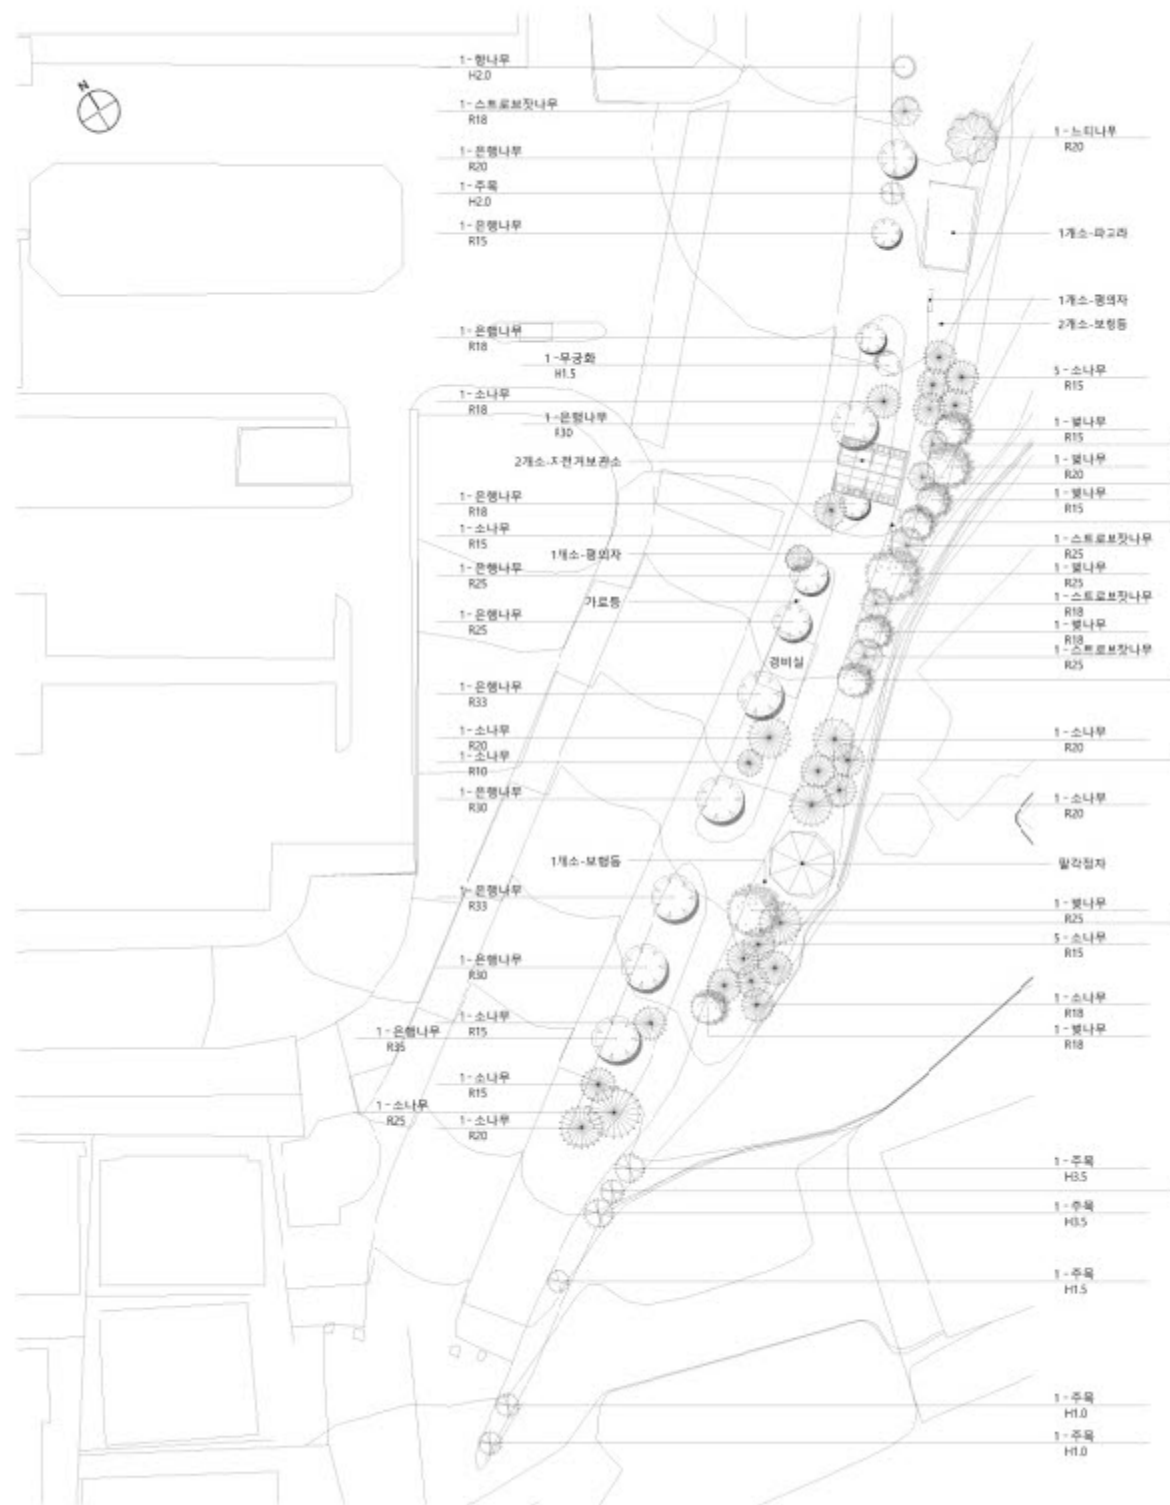 N
1-향나무
H2.0
1-스트로브잣나무
R18
1-은행나무
R20
1-주목
H2.0
1-은행나무
R15
1-은행나무
R18
1-무궁화
H1.5
1-소나무
R18
1-은행나무
R30
2개소-자전거보관소
1-은행나무
R18
1-소나무
R15
1개소-평의자
1-은행나무
R25
가로등
1-은행나무
R25
경비실
1-은행나무
R33
1-소나무
R20
1-소나무
R10
1-은행나무
R30
1개소-보행등
1-은행나무
R33
1-은행나무
R30
1-소나무
R15
1-은행나무
R35
1-소나무
R15
1-소나무
R25
1-소나무
R20
1-느티나무
R20
1개소-파고라
1개소-평의자
2개소-보행등
5-소나무
R15
1-벚나무
R15
1-벚나무
R20
1-벚나무
R15
1-스트로브잣나무
R25
1-벚나무
R25
1-스트로브잣나무
R18
1-벚나무
R18
1-스트로브잣나무
R25
1-소나무
R20
1-소나무
R20
팔각정자
1-벚나무
R25
5-소나무
R15
1-소나무
R18
1-벚나무
R18
1-주목
H3.5
1-주목
H3.5
1-주목
H1.5
1-주목
H1.0
1-주목
H1.0